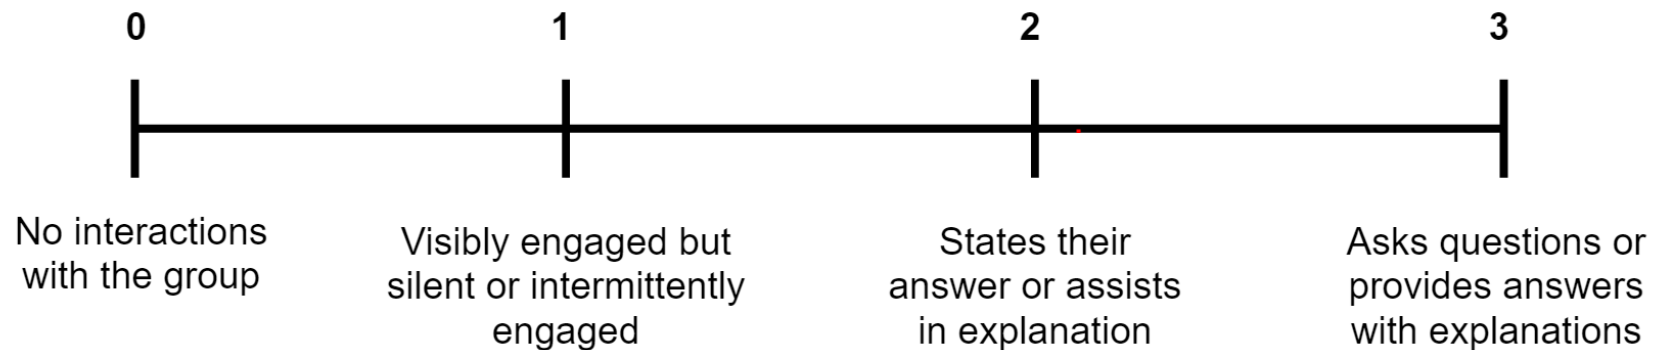 0
1
2
3
No interactions
with the group
Visibly engaged but
silent or intermittently
engaged
States their
answer or assists
in explanation
Asks questions or
provides answers
with explanations